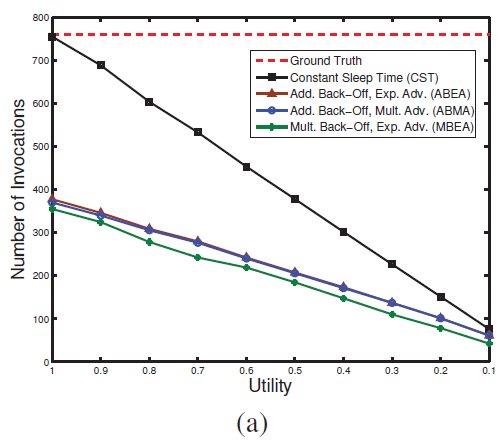 800
700
600
500
400
300
200
100
0
Number of Invocations
Ground Truth
Constant Sleep Time (CST)
Add. Back−Off, Exp. Adv. (ABEA)
Add. Back−Off, Mult. Adv. (ABMA)
Mult. Back−Off, Exp. Adv. (MBEA)
1 0.9 0.8 0.7 0.6 0.5 0.4 0.3 0.2 0.1
Utility
(a)